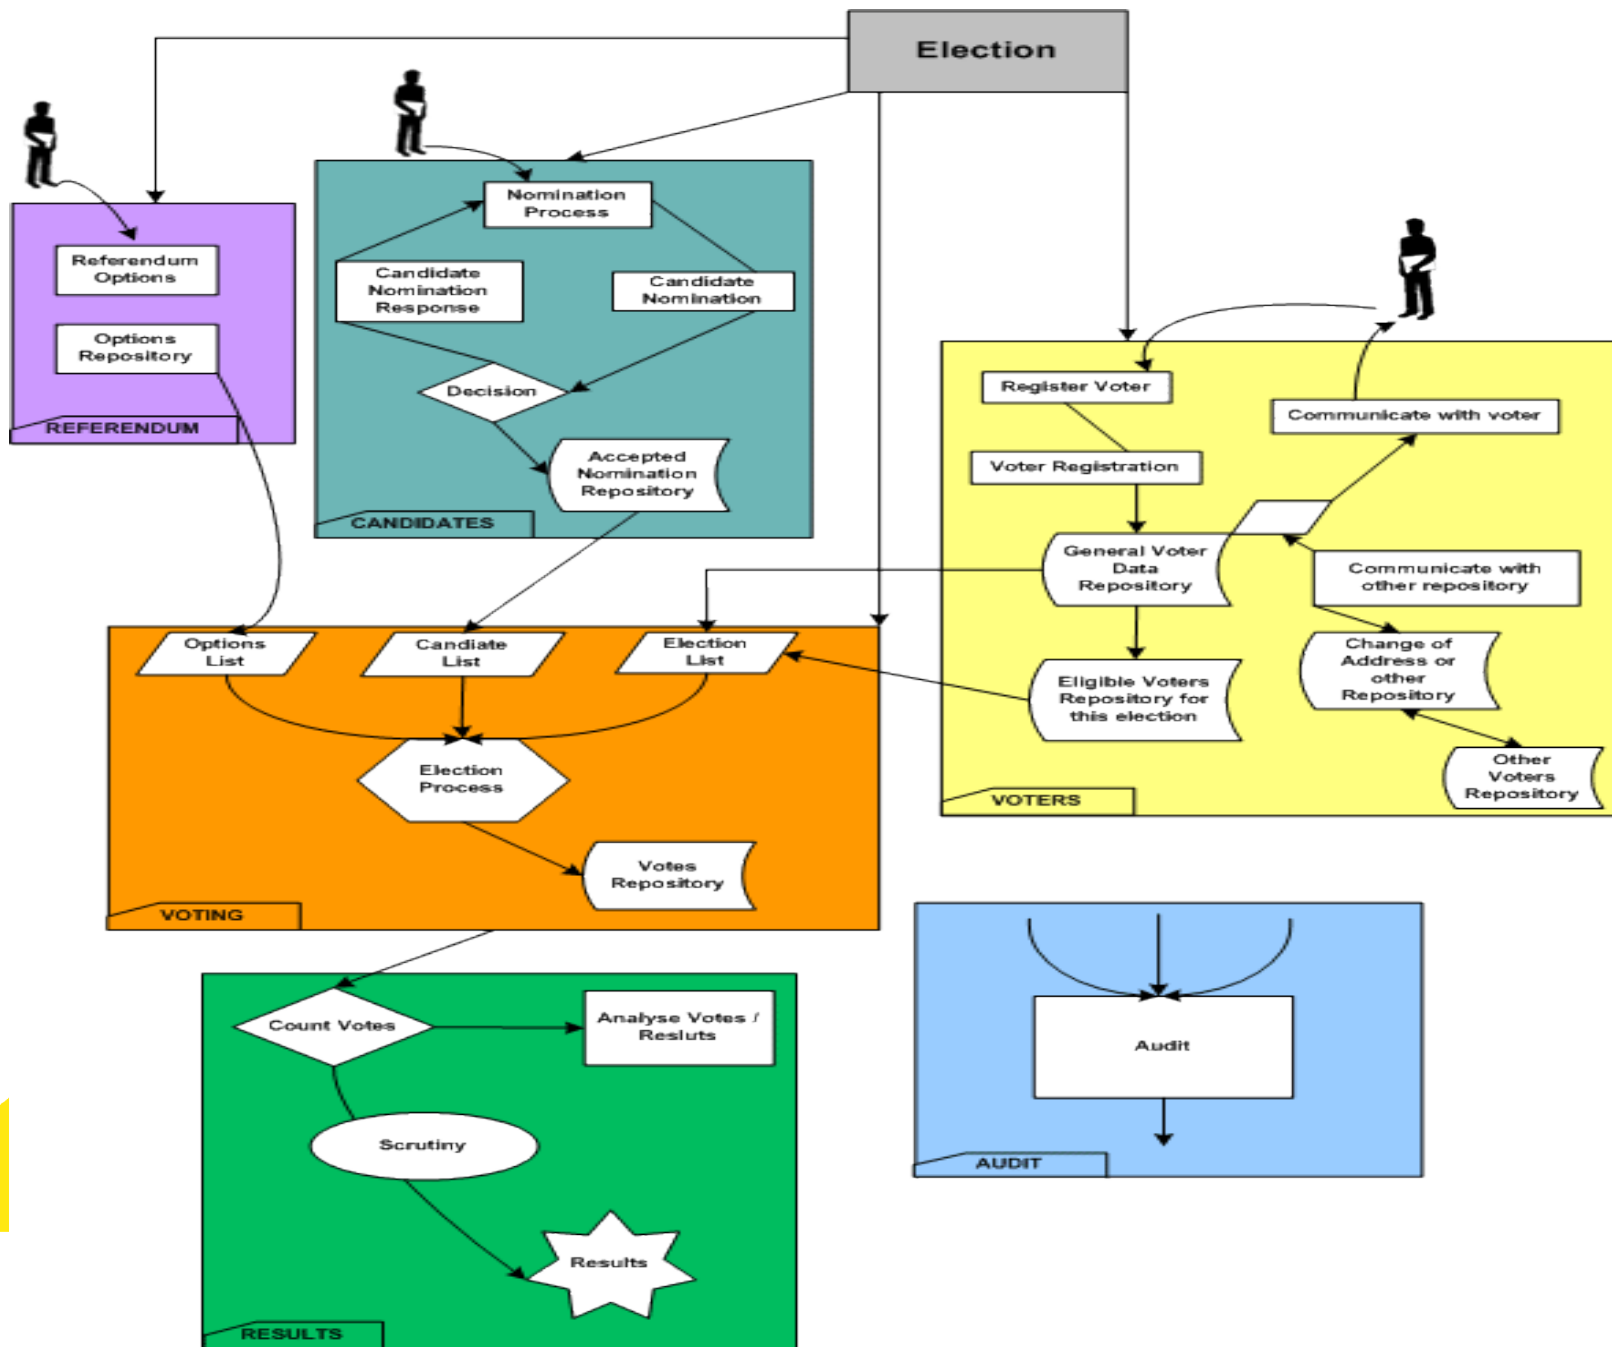 Election
Referendum
Options
Options
Repository
REFERENDUM
Nomination
Process
Candidate
Nomination
Response
Candidate
Nomination
Decision
Accepted
Nomination
Repository
CANDIDATES
Register Voter
Communicate with voter
Voter Registration
General Voter
Data
Repository
Communicate with
other repository
Eligible Voters
Repository for
this election
Change of
Address or
other
Repository
Other
Voters
Repository
VOTERS
Options
List
Candiate
List
Election
List
Election
Process
Votes
Repository
VOTING
Count Votes
Analyse Votes /
Resluts
Scrutiny
Results
RESULTS
Audit
AUDIT